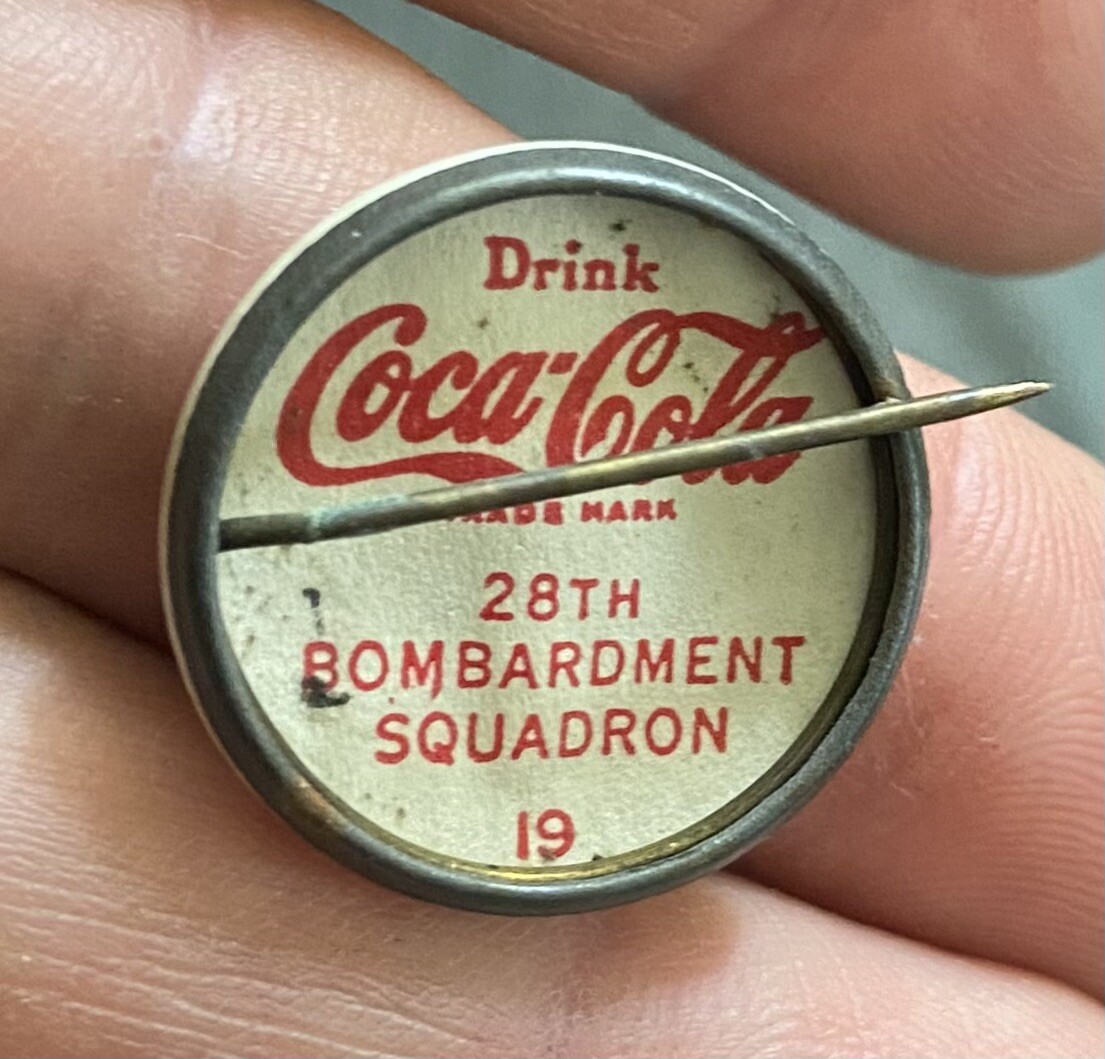 Drink
Coca-Cola
TRADE MARK
28TH
BOMBARDMENT
SQUADRON
19